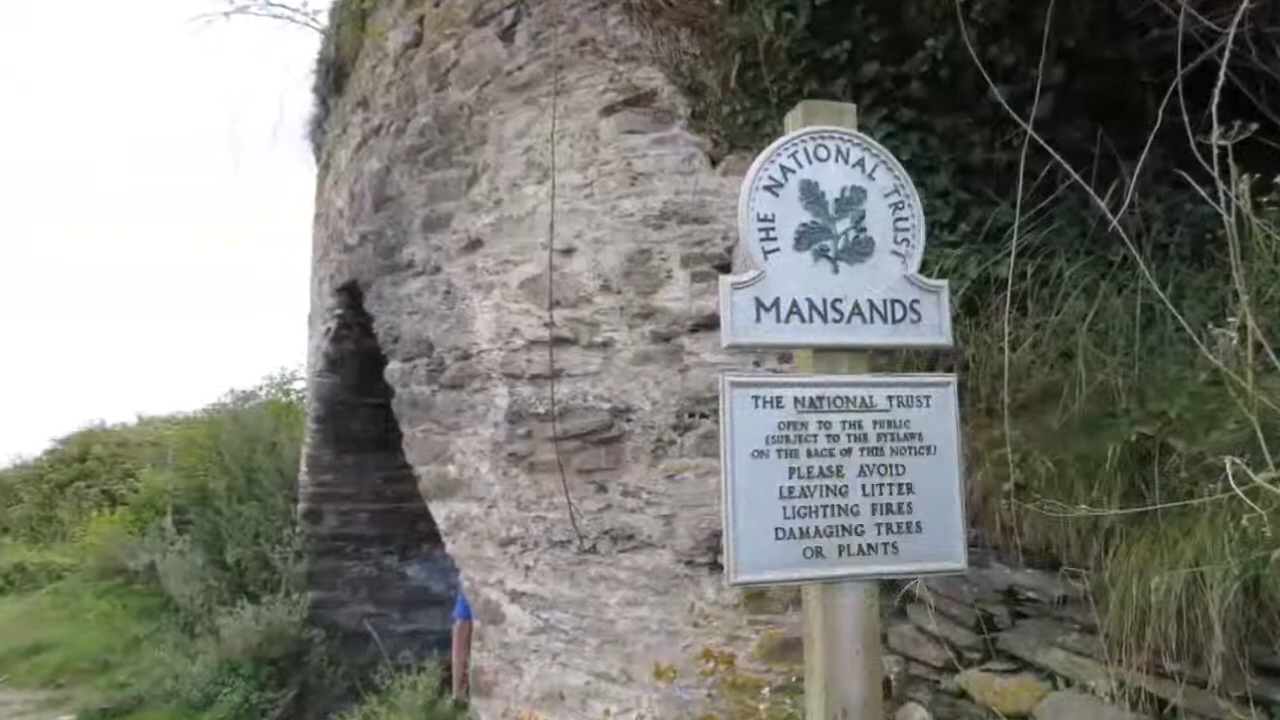 THE NATIONAL TRUST
MANSANDS
THE NATIONAL TRUST
OPEN TO THE PUBLIC
(SUBJECT TO THE BYELAWS
ON THE BACK OF THIS NOTICE)
PLEASE AVOID
LEAVING LITTER
LIGHTING FIRES
DAMAGING TREES
OR PLANTS